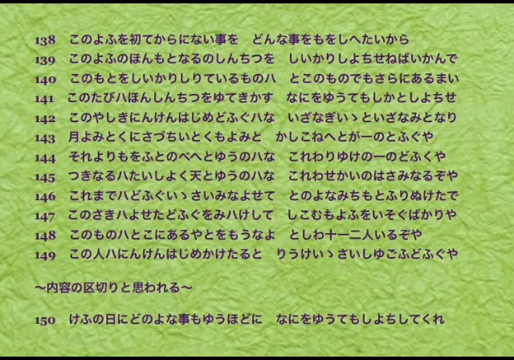 138 このよふを初てからにない事を どんな事をもをしへたいから
139 このよふのほんもとなるのしんちつを しいかりしよちせねばいかんで
140 このもとをしいかりしりているものハ とこのものでもさらにあるまい
141 このたびハほんしんちつをゆてきかす なにをゆうてもしかとしよちせ
142 このやしきにんけんはじめどふぐハな いざなぎいゝといざなみとなり
143 月よみとくにさづちいとくもよみと かしこねへとが一のとふぐや
144 それよりもをふとのべへとゆうのハな これわりゆけの一のどふくや
145 つきなるハたいしよく天とゆうのハな これわせかいのはさみなるぞや
146 これまでハどふぐいゝさいみなよせて とのよなみちもとふりぬけたで
147 このさきハよせたどふぐをみハけして しこむもよふをいそぐばかりや
148 このものハとこにあるやとをもうなよ としわ十一二人いるぞや
149 この人ハにんけんはじめかけたると りうけいゝさいしゆごふどふぐや
〜内容の区切りと思われる〜
150 けふの日にどのよな事もゆうほどに なにをゆうてもしよちしてくれ